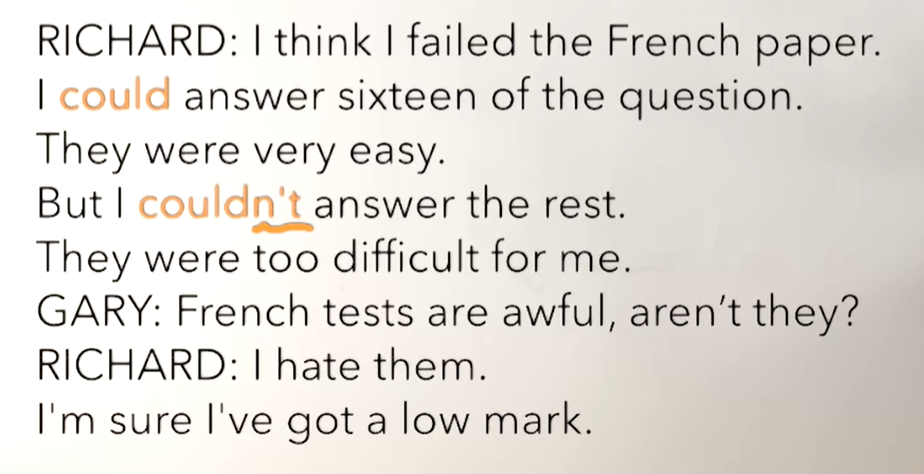 RICHARD: I think I failed the French paper.
I could answer sixteen of the question.
They were very easy.
But I couldn't answer the rest.
They were too difficult for me.
GARY: French tests are awful, aren’t they?
RICHARD: I hate them.
I'm sure I've got a low mark.